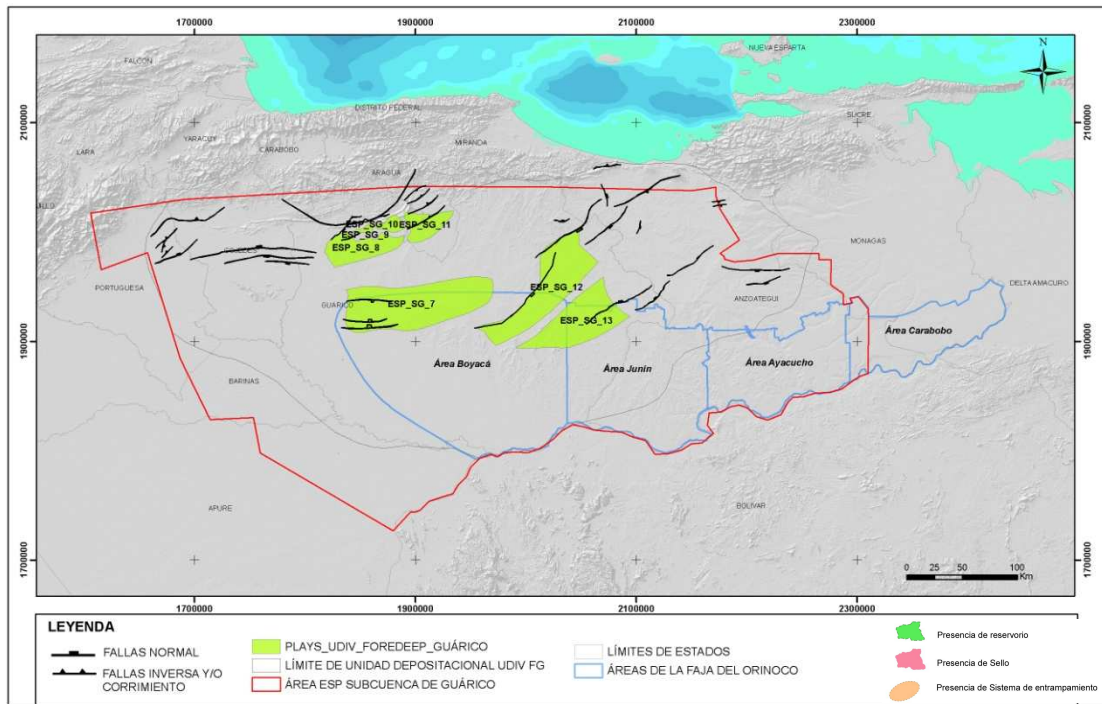 1700000 1900000 2100000 2300000
NUEVA ESPARTA
N
FALCON
DISTRITO FEDERAL
SUCRE
2100000 2100000
YARACUY
CARABOBO
MIRANDA
LARA
ARAGUA
ESP_SG_10
ESP_SG_11
ESP_SG_9
ESP_SG_8
MONAGAS
PORTUGUESA
DELTA AMACURO
ESP_SG_12
GUÁRICO
ESP_SG_7
ANZOATEGUI
ESP_SG_13
Área Carabobo
1900000 1900000
Área Boyacá
Área Junín
Área Ayacucho
BARINAS
APURE
BOLIVAR
1700000 1700000
0 25 50 100
Km
1700000 1900000 2100000 2300000
LEYENDA
FALLAS NORMAL
FALLAS INVERSA Y/O
CORRIMIENTO
PLAYS_UDIV_FOREDEEP_GUÁRICO
LÍMITE DE UNIDAD DEPOSITACIONAL UDIV FG
ÁREA ESP SUBCUENCA DE GUÁRICO
LÍMITES DE ESTADOS
ÁREAS DE LA FAJA DEL ORINOCO
Presencia de reservorio
Presencia de Sello
Presencia de Sistema de entrampamiento